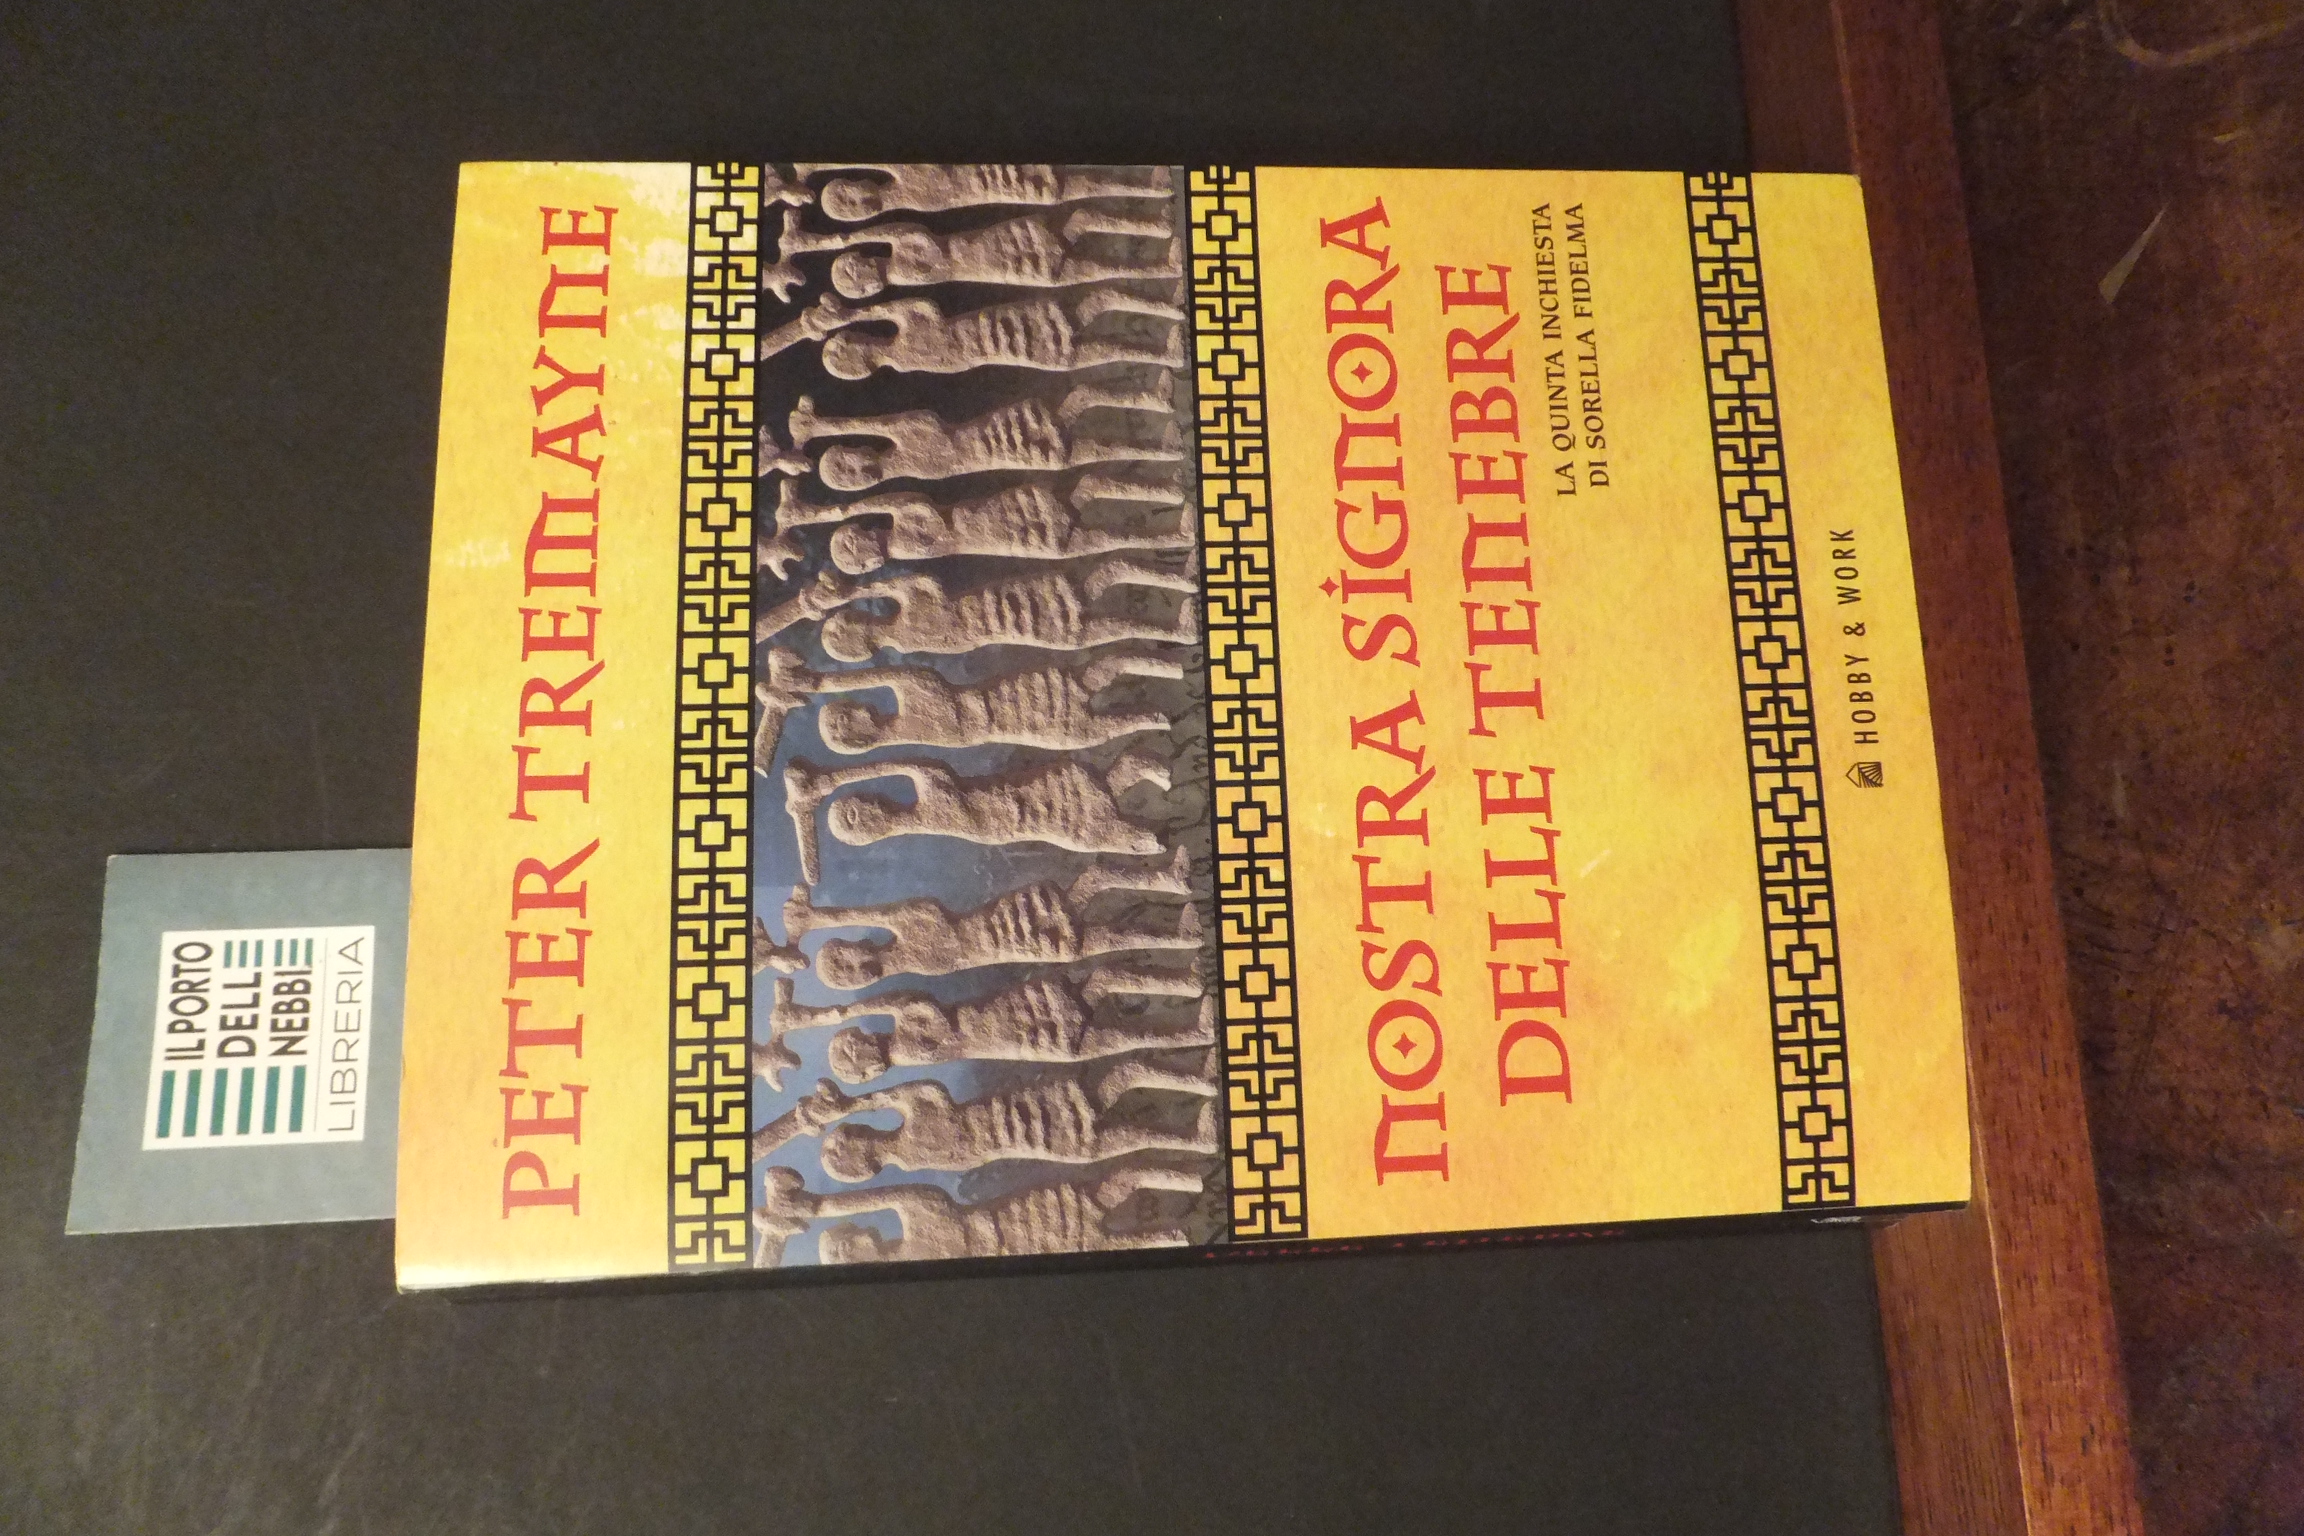 IL PORTO
DELLE
NEBBIE
LIBRERIA
PETER TREMAYNE
NOSTRA SIGNORA
DELLE TENEBRE
LA QUINTA INCHIESTA
DI SORELLA FIDELMA
HOBBY & WORK